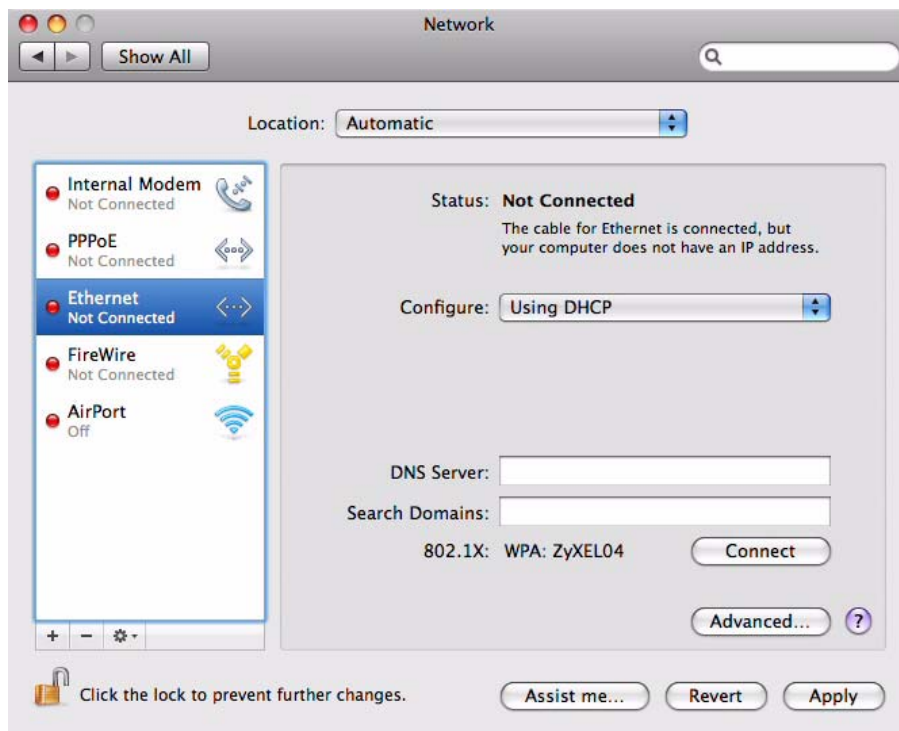 Network
Show All
Location: Automatic
Internal Modem
Not Connected
PPPoE
Not Connected
Ethernet
Not Connected
FireWire
Not Connected
AirPort
Off
Status: Not Connected
The cable for Ethernet is connected, but
your computer does not have an IP address.
Configure: Using DHCP
DNS Server:
Search Domains:
802.1X: WPA: ZyXEL04 Connect
Advanced... ?
Click the lock to prevent further changes.
Assist me... Revert Apply